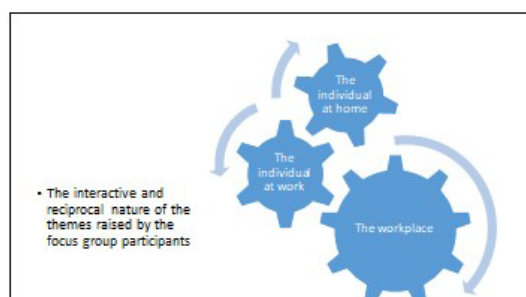 The
individual
at home
The
individual
at work
• The interactive and
reciprocal nature of the
themes raised by the
focus group participants
The workplace